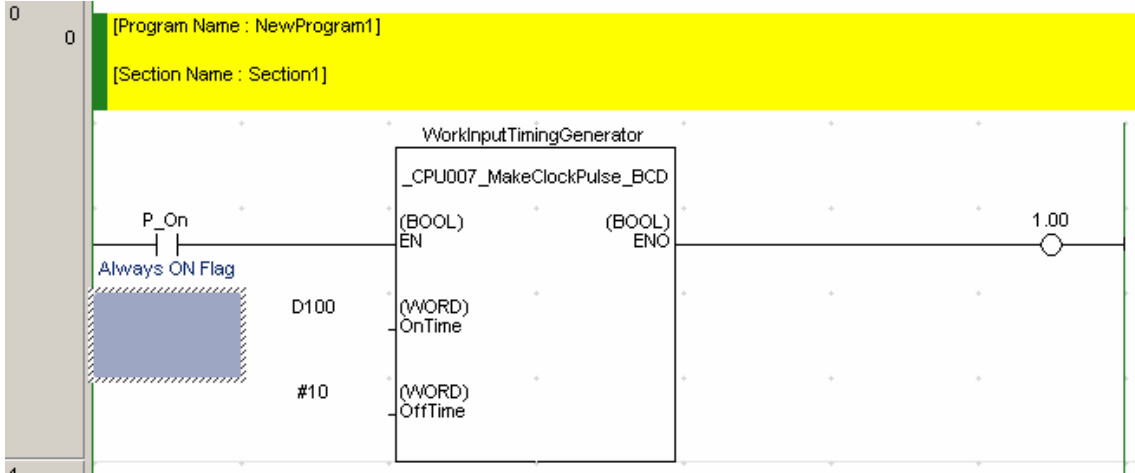 0
0
[Program Name : NewProgram1]
[Section Name : Section1]
WorkInputTimingGenerator
_CPU007_MakeClockPulse_BCD
P_On
(BOOL)
EN
(BOOL)
ENO
1.00
Always ON Flag
D100
(WORD)
OnTime
#10
(WORD)
OffTime